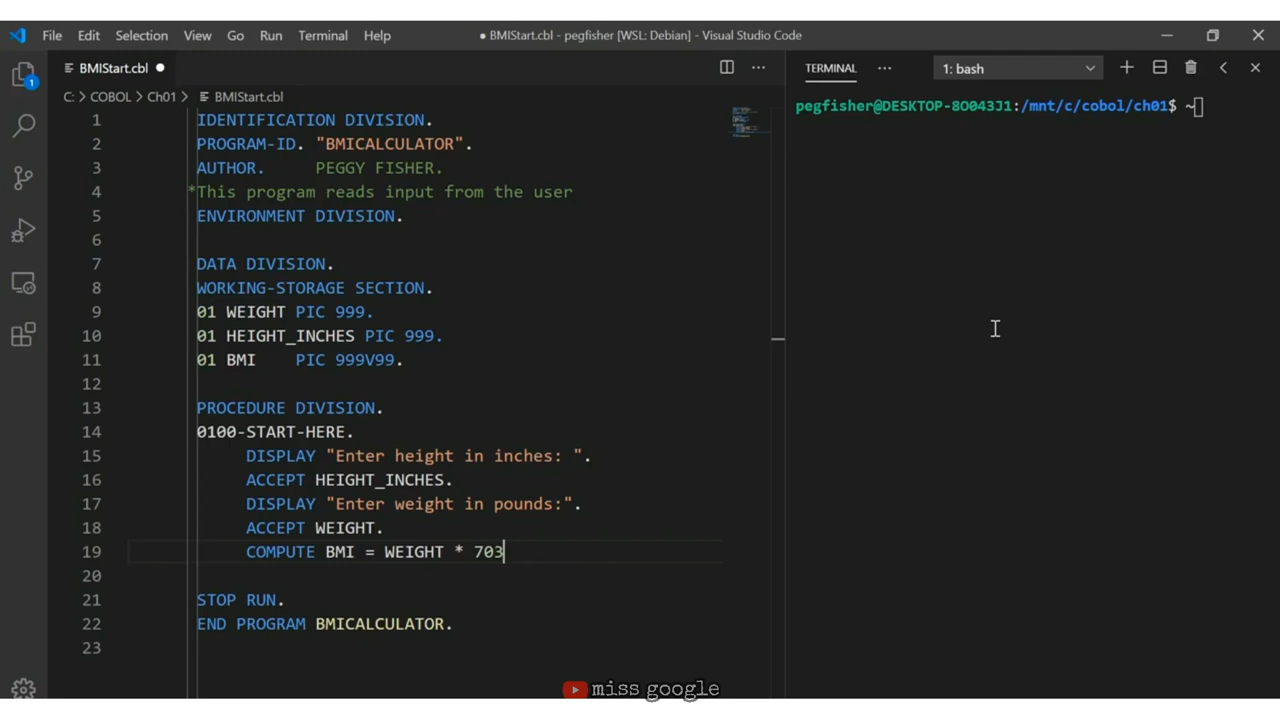 File Edit Selection View Go Run Terminal Help ● BMIStart.cbl - pegfisher [WSL: Debian] - Visual Studio Code
BMIStart.cbl ●
TERMINAL ··· 1: bash
1
C: > COBOL > Ch01 > BMIStart.cbl
pegfisher@DESKTOP-8O043J1:/mnt/c/cobol/ch01$ ~
1 IDENTIFICATION DIVISION.
2 PROGRAM-ID. "BMICALCULATOR".
3 AUTHOR. PEGGY FISHER.
4 *This program reads input from the user
5 ENVIRONMENT DIVISION.
6
7 DATA DIVISION.
8 WORKING-STORAGE SECTION.
9 01 WEIGHT PIC 999.
10 01 HEIGHT_INCHES PIC 999.
11 01 BMI PIC 999V99.
12
13 PROCEDURE DIVISION.
14 0100-START-HERE.
15 DISPLAY "Enter height in inches: ".
16 ACCEPT HEIGHT_INCHES.
17 DISPLAY "Enter weight in pounds:".
18 ACCEPT WEIGHT.
19 COMPUTE BMI = WEIGHT * 703
20
21 STOP RUN.
22 END PROGRAM BMICALCULATOR.
23
miss google